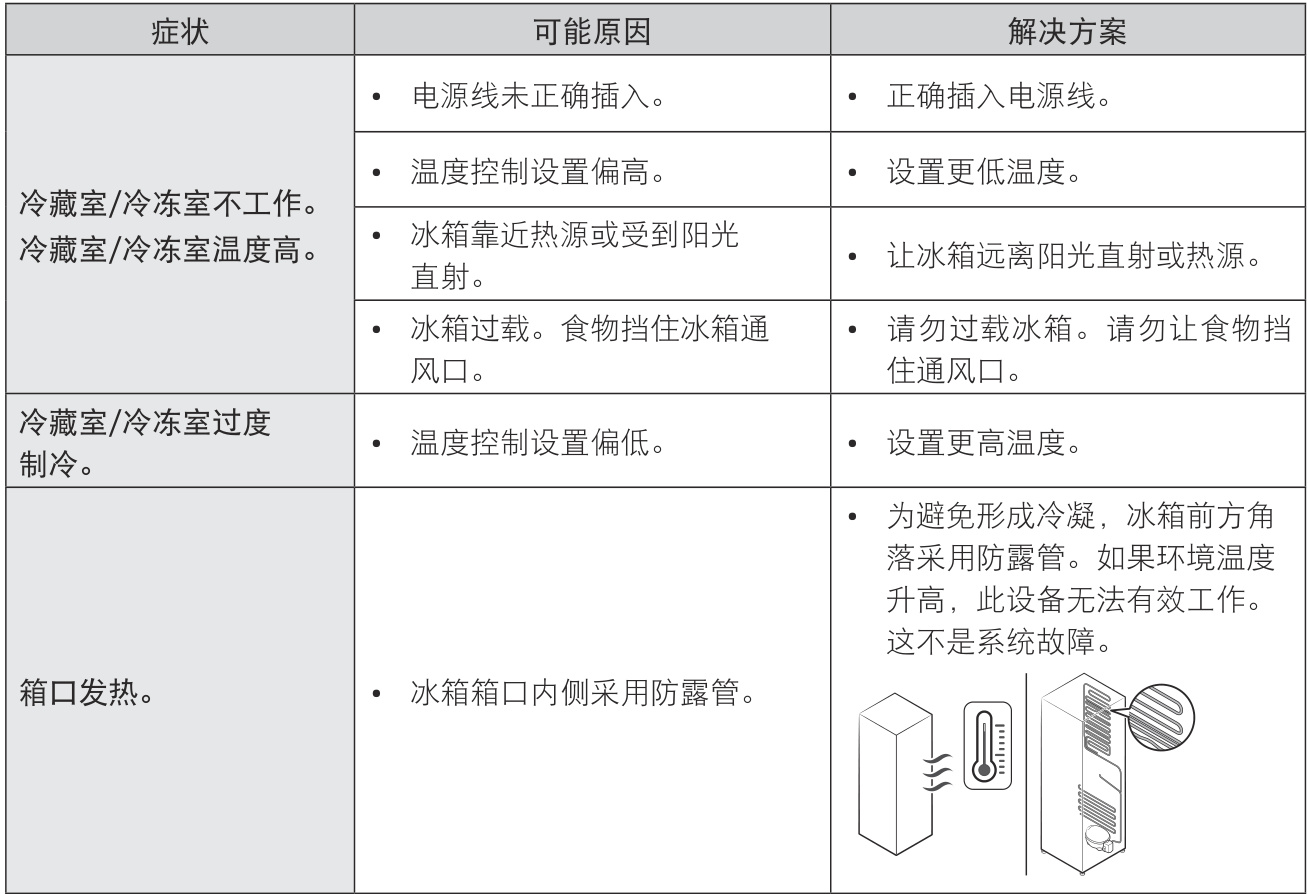 症状 可能原因 解决方案
冷藏室/冷冻室不工作。
冷藏室/冷冻室温度高。
• 电源线未正确插入。
• 正确插入电源线。
• 温度控制设置偏高。
• 设置更低温度。
• 冰箱靠近热源或受到阳光
直射。
• 让冰箱远离阳光直射或热源。
• 冰箱过载。食物挡住冰箱通
风口。
• 请勿过载冰箱。请勿让食物挡
住通风口。
冷藏室/冷冻室过度
制冷。
• 温度控制设置偏低。
• 设置更高温度。
箱口发热。
• 冰箱箱口内侧采用防露管。
• 为避免形成冷凝，冰箱前方角
落采用防露管。如果环境温度
升高，此设备无法有效工作。
这不是系统故障。